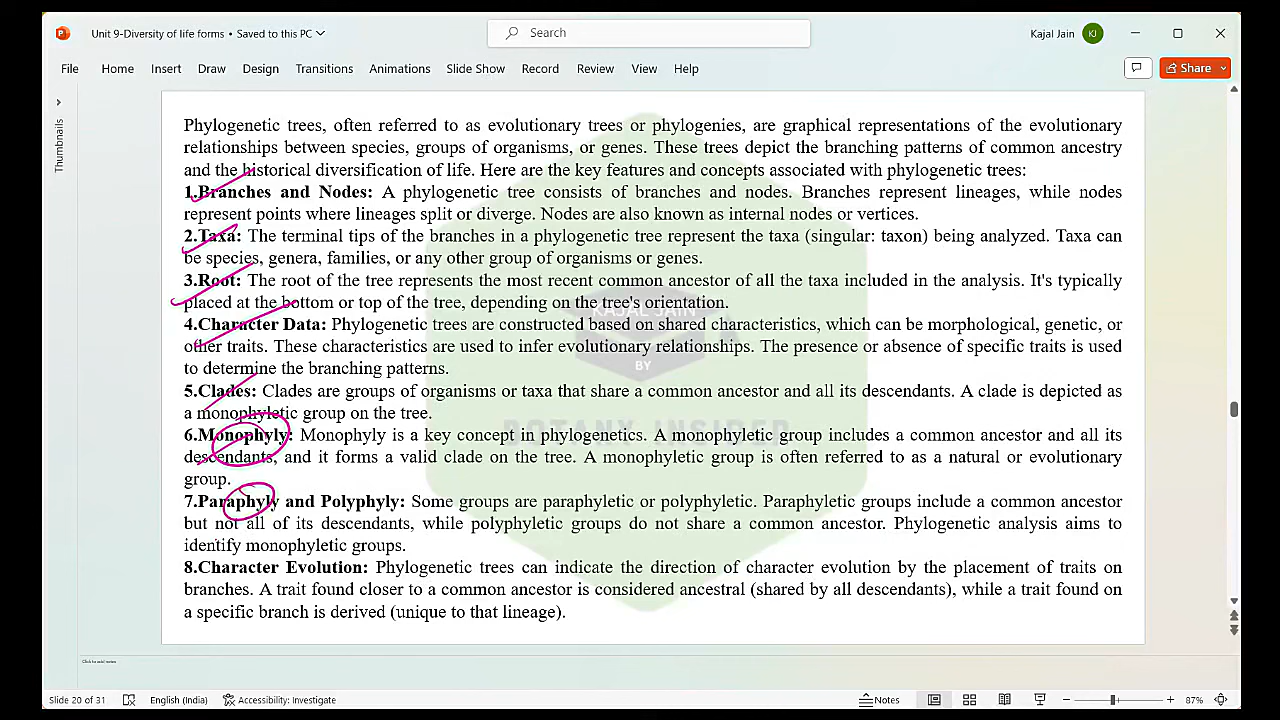 Unit 9-Diversity of life forms • Saved to this PC
Search
Kajal Jain
KJ
File
Home
Insert
Draw
Design
Transitions
Animations
Slide Show
Record
Review
View
Help
Share
Thumbnails
Phylogenetic trees, often referred to as evolutionary trees or phylogenies, are graphical representations of the evolutionary
relationships between species, groups of organisms, or genes. These trees depict the branching patterns of common ancestry
and the historical diversification of life. Here are the key features and concepts associated with phylogenetic trees:
1.Branches and Nodes: A phylogenetic tree consists of branches and nodes. Branches represent lineages, while nodes
represent points where lineages split or diverge. Nodes are also known as internal nodes or vertices.
2.Taxa: The terminal tips of the branches in a phylogenetic tree represent the taxa (singular: taxon) being analyzed. Taxa can
be species, genera, families, or any other group of organisms or genes.
3.Root: The root of the tree represents the most recent common ancestor of all the taxa included in the analysis. It's typically
placed at the bottom or top of the tree, depending on the tree's orientation.
4.Character Data: Phylogenetic trees are constructed based on shared characteristics, which can be morphological, genetic, or
other traits. These characteristics are used to infer evolutionary relationships. The presence or absence of specific traits is used
to determine the branching patterns.
5.Clades: Clades are groups of organisms or taxa that share a common ancestor and all its descendants. A clade is depicted as
a monophyletic group on the tree.
6.Monophyly: Monophyly is a key concept in phylogenetics. A monophyletic group includes a common ancestor and all its
descendants, and it forms a valid clade on the tree. A monophyletic group is often referred to as a natural or evolutionary
group.
7.Paraphyly and Polyphyly: Some groups are paraphyletic or polyphyletic. Paraphyletic groups include a common ancestor
but not all of its descendants, while polyphyletic groups do not share a common ancestor. Phylogenetic analysis aims to
identify monophyletic groups.
8.Character Evolution: Phylogenetic trees can indicate the direction of character evolution by the placement of traits on
branches. A trait found closer to a common ancestor is considered ancestral (shared by all descendants), while a trait found on
a specific branch is derived (unique to that lineage).
KAJAL JAIN
BY
BOTANY INSIDER
Click to add notes
Slide 20 of 31
English (India)
Accessibility: Investigate
Notes
87%